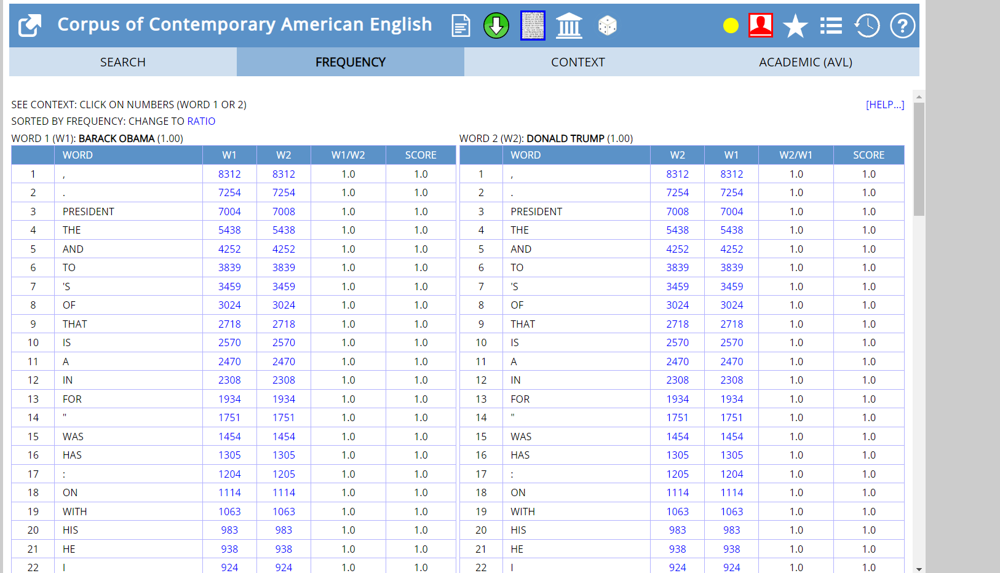 Corpus of Contemporary American English
SEARCH FREQUENCY CONTEXT ACADEMIC (AVL)
SEE CONTEXT: CLICK ON NUMBERS (WORD 1 OR 2) [HELP...]
SORTED BY FREQUENCY: CHANGE TO RATIO
WORD 1 (W1): BARACK OBAMA (1.00) WORD 2 (W2): DONALD TRUMP (1.00)
WORD W1 W2 W1/W2 SCORE WORD W2 W1 W2/W1 SCORE
1 , 8312 8312 1.0 1.0 1 , 8312 8312 1.0 1.0
2 . 7254 7254 1.0 1.0 2 . 7254 7254 1.0 1.0
3 PRESIDENT 7004 7008 1.0 1.0 3 PRESIDENT 7008 7004 1.0 1.0
4 THE 5438 5438 1.0 1.0 4 THE 5438 5438 1.0 1.0
5 AND 4252 4252 1.0 1.0 5 AND 4252 4252 1.0 1.0
6 TO 3839 3839 1.0 1.0 6 TO 3839 3839 1.0 1.0
7 'S 3459 3459 1.0 1.0 7 'S 3459 3459 1.0 1.0
8 OF 3024 3024 1.0 1.0 8 OF 3024 3024 1.0 1.0
9 THAT 2718 2718 1.0 1.0 9 THAT 2718 2718 1.0 1.0
10 IS 2570 2570 1.0 1.0 10 IS 2570 2570 1.0 1.0
11 A 2470 2470 1.0 1.0 11 A 2470 2470 1.0 1.0
12 IN 2308 2308 1.0 1.0 12 IN 2308 2308 1.0 1.0
13 FOR 1934 1934 1.0 1.0 13 FOR 1934 1934 1.0 1.0
14 " 1751 1751 1.0 1.0 14 " 1751 1751 1.0 1.0
15 WAS 1454 1454 1.0 1.0 15 WAS 1454 1454 1.0 1.0
16 HAS 1305 1305 1.0 1.0 16 HAS 1305 1305 1.0 1.0
17 : 1204 1205 1.0 1.0 17 : 1205 1204 1.0 1.0
18 ON 1114 1114 1.0 1.0 18 ON 1114 1114 1.0 1.0
19 WITH 1063 1063 1.0 1.0 19 WITH 1063 1063 1.0 1.0
20 HIS 983 983 1.0 1.0 20 HIS 983 983 1.0 1.0
21 HE 938 938 1.0 1.0 21 HE 938 938 1.0 1.0
22 I 924 924 1.0 1.0 22 I 924 924 1.0 1.0